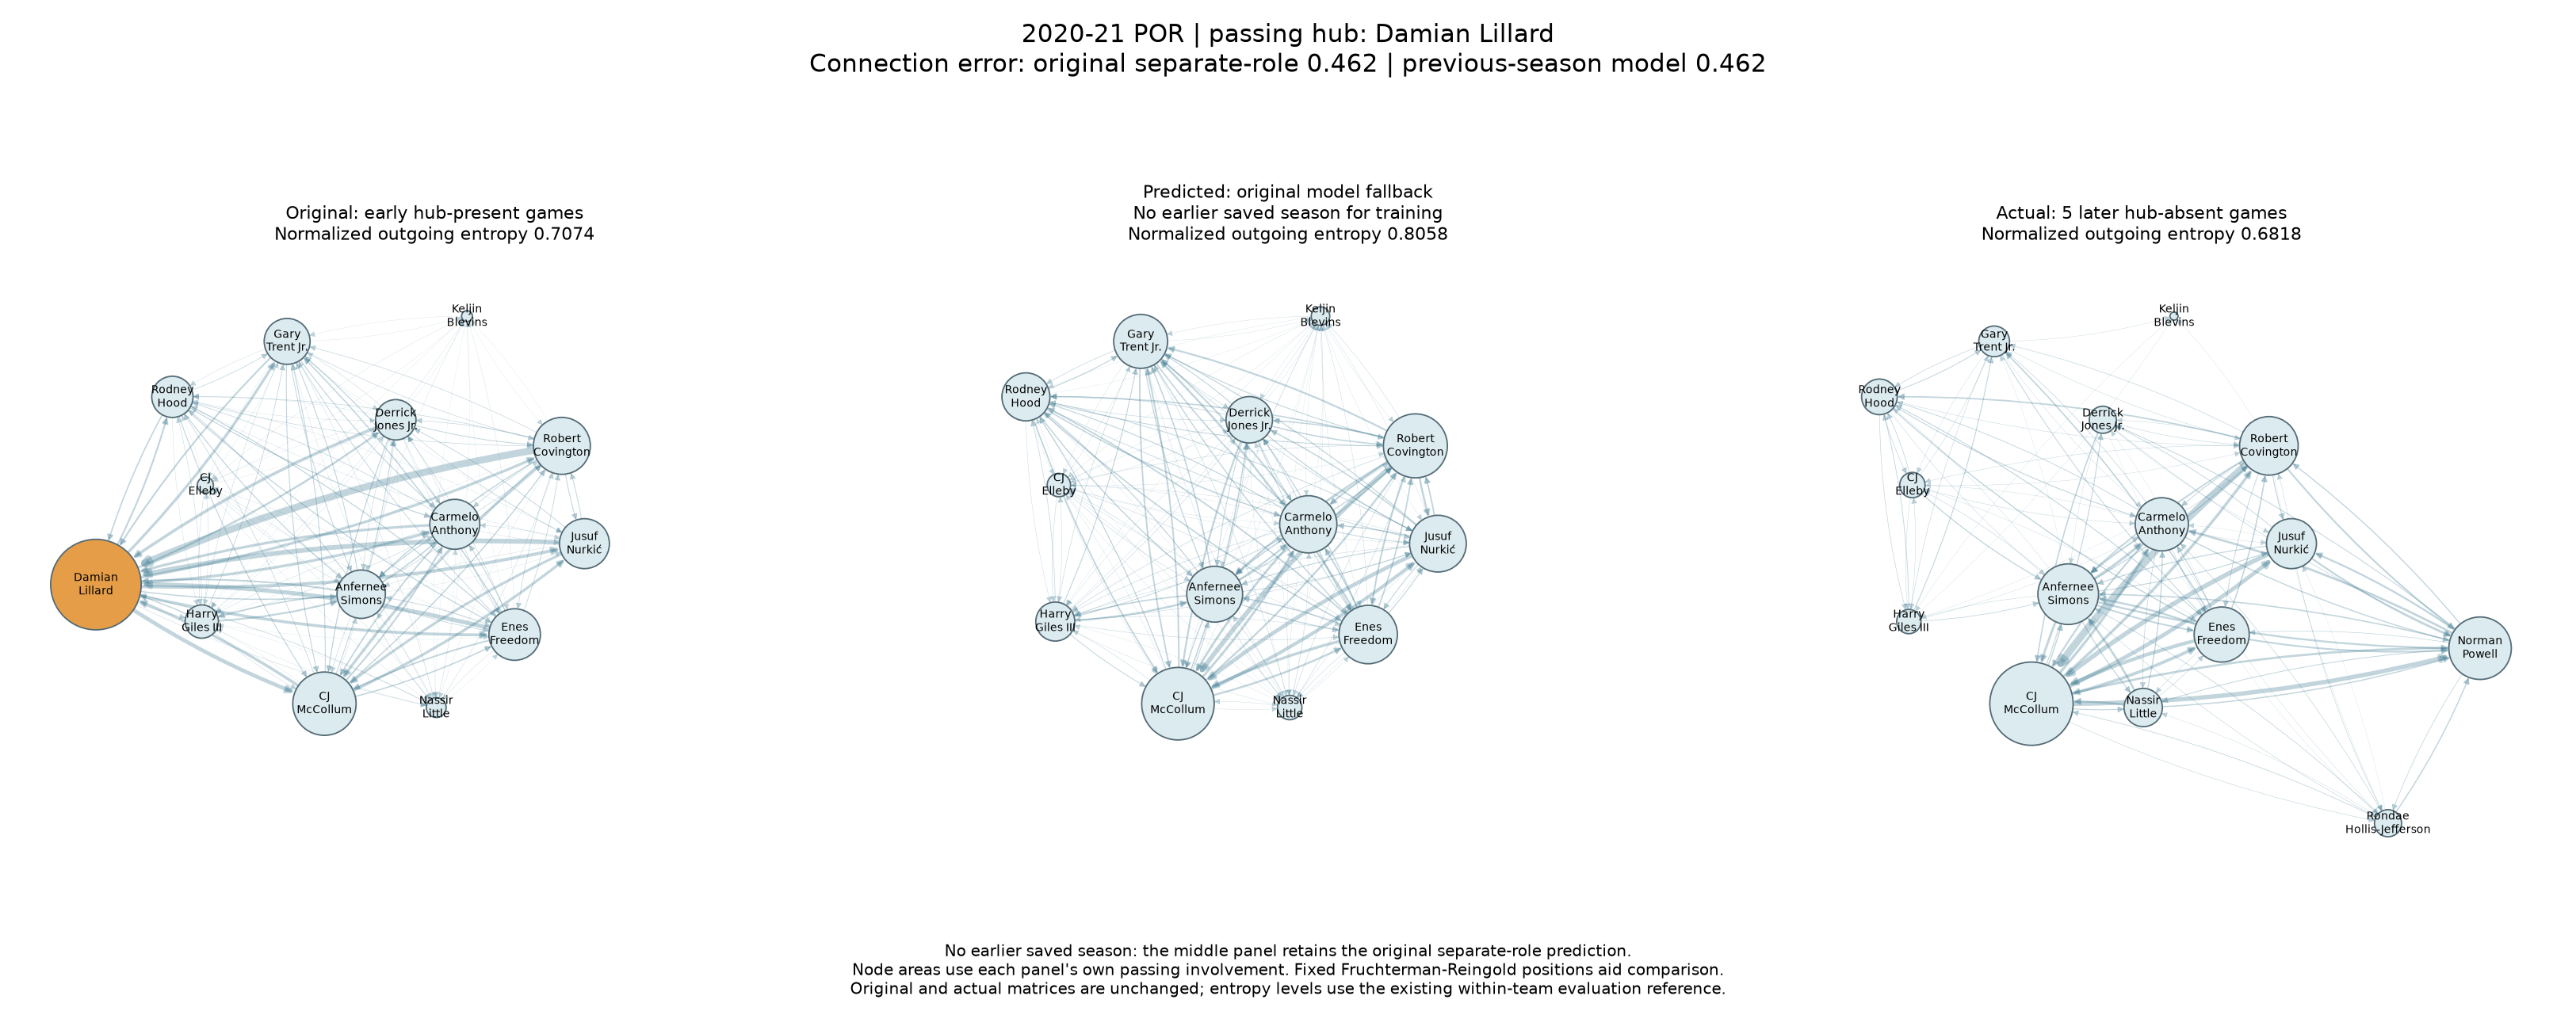 2020-21 POR | passing hub: Damian Lillard
Connection error: original separate-role 0.462 | previous-season model 0.462
Original: early hub-present games
Normalized outgoing entropy 0.7074
Keljin
Blevins
Gary
Trent Jr.
Rodney
Hood
Derrick
Jones Jr.
Robert
Covington
CJ
Elleby
Carmelo
Anthony
Jusuf
Nurkić
Damian
Lillard
Anfernee
Simons
Harry
Giles III
Enes
Freedom
CJ
McCollum
Nassir
Little
Predicted: original model fallback
No earlier saved season for training
Normalized outgoing entropy 0.8058
Keljin
Blevins
Gary
Trent Jr.
Rodney
Hood
Derrick
Jones Jr.
Robert
Covington
CJ
Elleby
Carmelo
Anthony
Jusuf
Nurkić
Anfernee
Simons
Harry
Giles III
Enes
Freedom
CJ
McCollum
Nassir
Little
Actual: 5 later hub-absent games
Normalized outgoing entropy 0.6818
Keljin
Blevins
Gary
Trent Jr.
Rodney
Hood
Derrick
Jones Jr.
Robert
Covington
CJ
Elleby
Carmelo
Anthony
Jusuf
Nurkić
Anfernee
Simons
Harry
Giles III
Enes
Freedom
Norman
Powell
CJ
McCollum
Nassir
Little
Rondae
Hollis-Jefferson
No earlier saved season: the middle panel retains the original separate-role prediction.
Node areas use each panel's own passing involvement. Fixed Fruchterman-Reingold positions aid comparison.
Original and actual matrices are unchanged; entropy levels use the existing within-team evaluation reference.